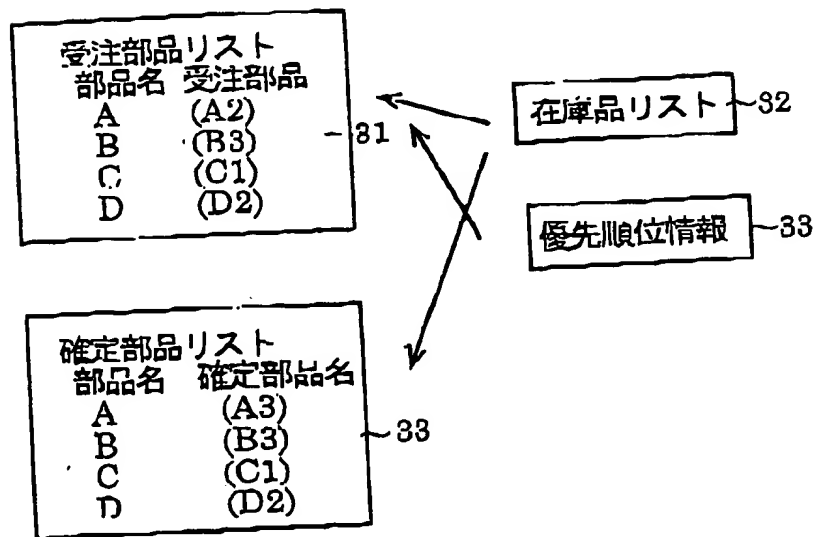 受注部品リスト
部品名 受注部品
A (A2)
B (B3)
C (C1)
D (D2)
31
在庫品リスト 32
優先順位情報 33
確定部品リスト
部品名 確定部品名
A (A3)
B (B3)
C (C1)
D (D2)
33